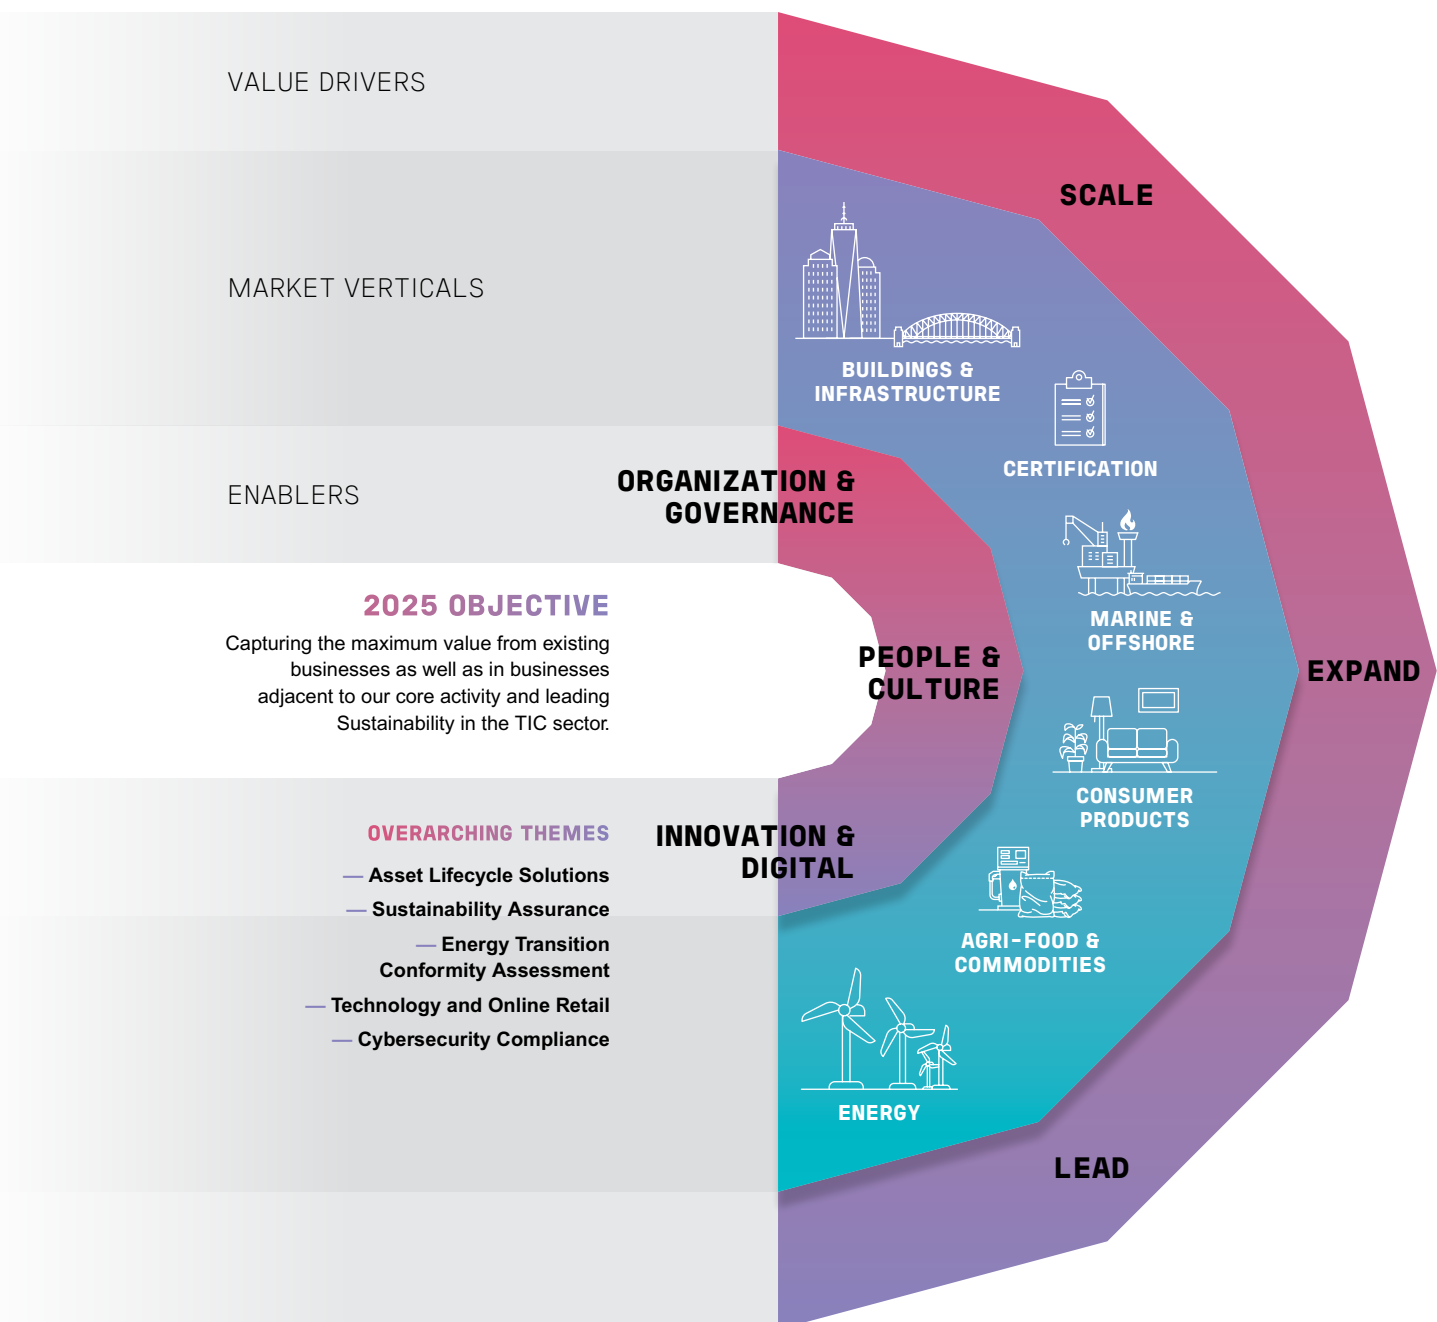 VALUE DRIVERS
SCALE
MARKET VERTICALS
BUILDINGS &
INFRASTRUCTURE
CERTIFICATION
ENABLERS
ORGANIZATION &
GOVERNANCE
MARINE &
OFFSHORE
2025 OBJECTIVE
Capturing the maximum value from existing
businesses as well as in businesses
adjacent to our core activity and leading
Sustainability in the TIC sector.
PEOPLE &
CULTURE
EXPAND
CONSUMER
PRODUCTS
OVERARCHING THEMES
— Asset Lifecycle Solutions
— Sustainability Assurance
— Energy Transition
Conformity Assessment
— Technology and Online Retail
— Cybersecurity Compliance
INNOVATION &
DIGITAL
AGRI-FOOD &
COMMODITIES
ENERGY
LEAD